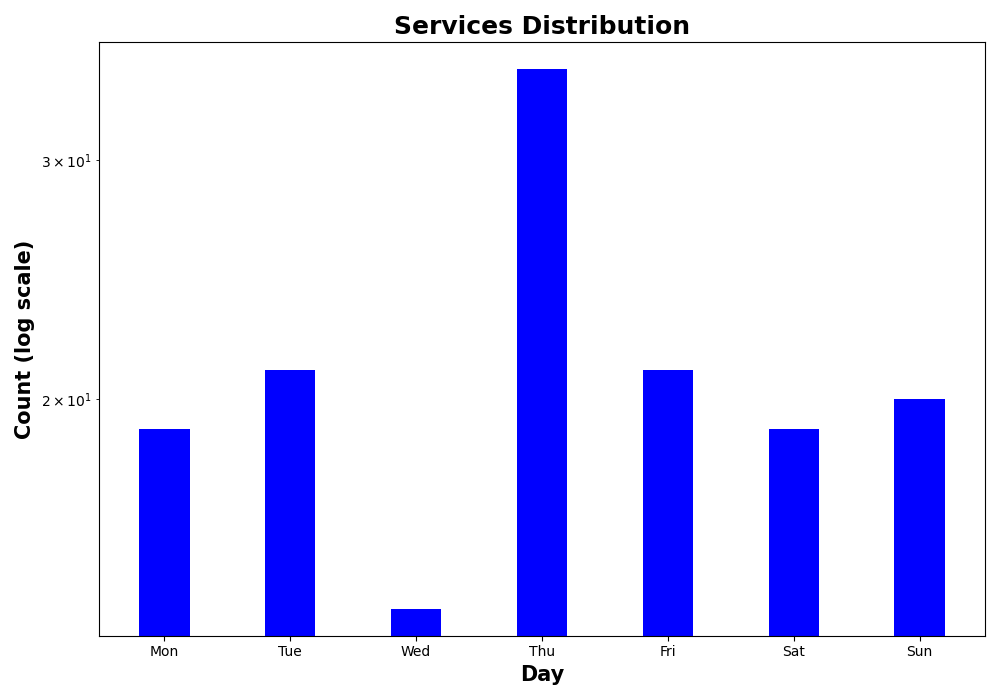 Services Distribution
3 × 10¹
2 × 10¹
Count (log scale)
Mon Tue Wed Thu Fri Sat Sun
Day